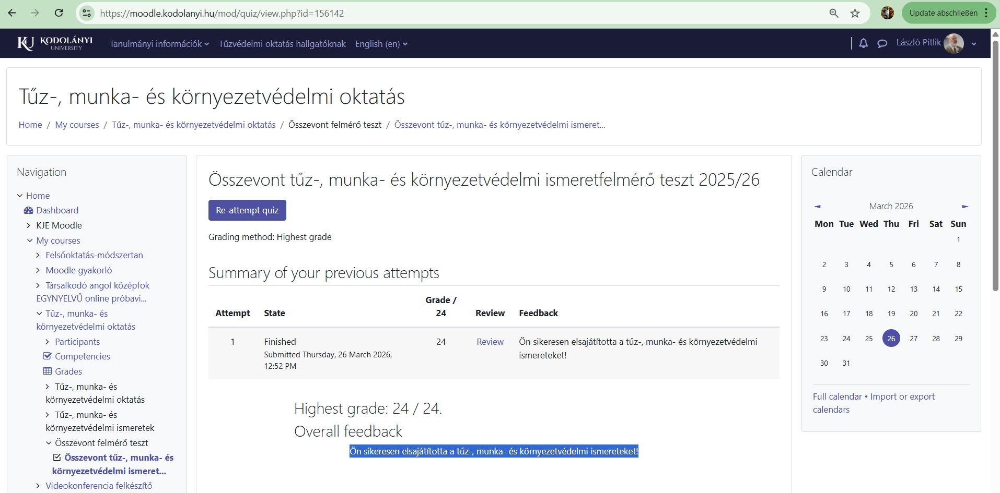 https://moodle.kodolanyi.hu/mod/quiz/view.php?id=156142
Update abschließen
KJ KODOLÁNYI
UNIVERSITY
Tanulmányi információk
Tűzvédelmi oktatás hallgatóknak
English (en)
László Pitlik
Tűz-, munka- és környezetvédelmi oktatás
Home / My courses / Tűz-, munka- és környezetvédelmi oktatás / Összevont felmérő teszt / Összevont tűz-, munka- és környezetvédelmi ismeret...
Navigation
Home
Dashboard
KJE Moodle
My courses
Felsőoktatás-módszertan
Moodle gyakorló
Társalkodó angol középfok
EGYNYELVŰ online próbavi...
Tűz-, munka- és
környezetvédelmi oktatás
Participants
Competencies
Grades
Tűz-, munka- és
környezetvédelmi oktatás
Tűz-, munka- és
környezetvédelmi ismeretek
Összevont felmérő teszt
Összevont tűz-, munka- és
környezetvédelmi ismeret...
Videokonferencia felkészítő
Összevont tűz-, munka- és környezetvédelmi ismeretfelmérő teszt 2025/26
Re-attempt quiz
Grading method: Highest grade
Summary of your previous attempts
Attempt State Grade / 24 Review Feedback
1 Finished 24 Review Ön sikeresen elsajátította a tűz-, munka- és környezetvédelmi
Submitted Thursday, 26 March 2026, ismereteket!
12:52 PM
Highest grade: 24 / 24.
Overall feedback
Ön sikeresen elsajátította a tűz-, munka- és környezetvédelmi ismereteket!
Calendar
◄ March 2026 ►
Mon Tue Wed Thu Fri Sat Sun
1
2 3 4 5 6 7 8
9 10 11 12 13 14 15
16 17 18 19 20 21 22
23 24 25 26 27 28 29
30 31
Full calendar • Import or export
calendars